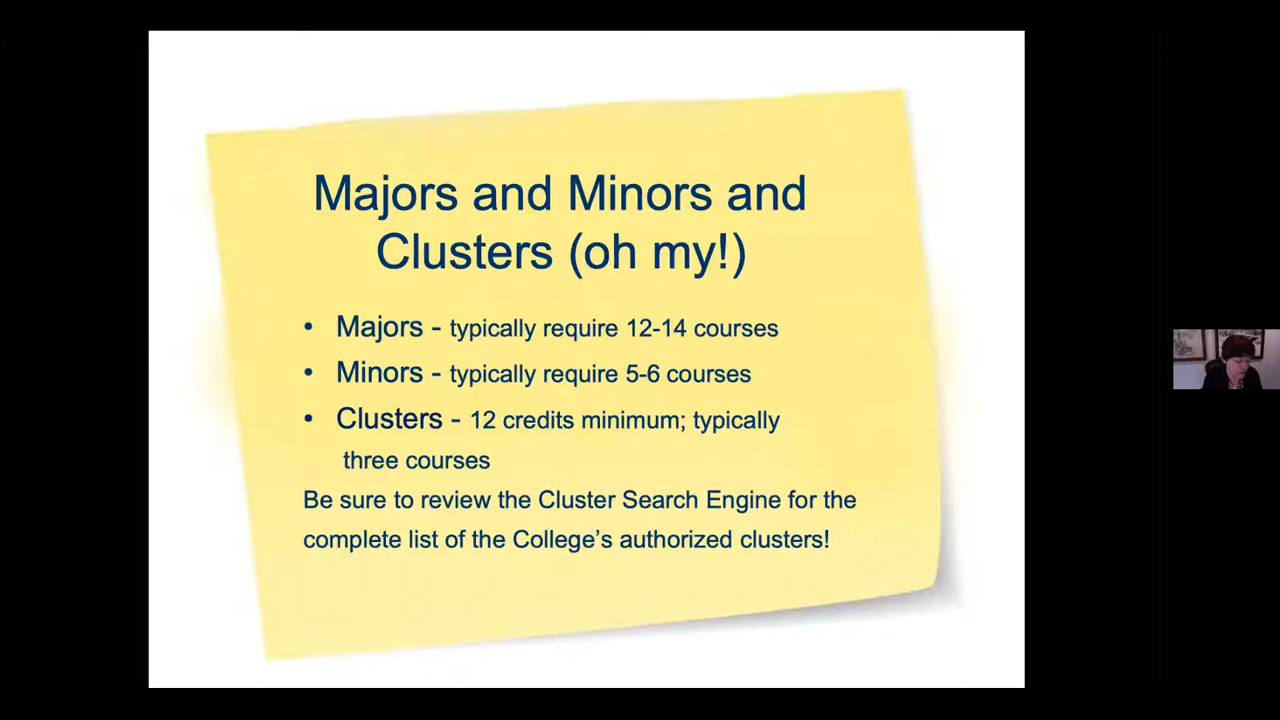 Majors and Minors and
Clusters (oh my!)
• Majors - typically require 12-14 courses
• Minors - typically require 5-6 courses
• Clusters - 12 credits minimum; typically
three courses
Be sure to review the Cluster Search Engine for the
complete list of the College’s authorized clusters!